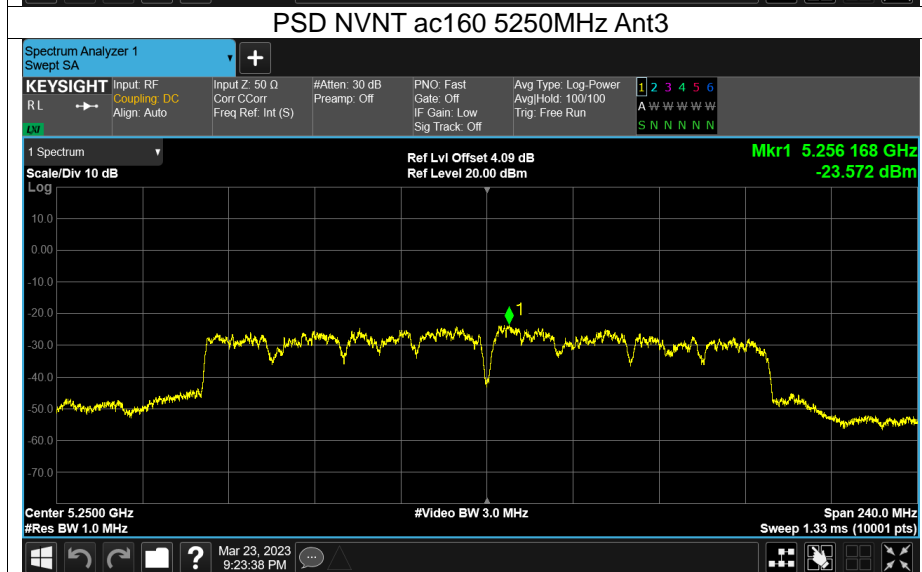 PSD NVNT ac160 5250MHz Ant3
Spectrum Analyzer 1
Swept SA
KEYSIGHT Input: RF Input Z: 50 Ω #Atten: 30 dB PNO: Fast Avg Type: Log-Power 1 2 3 4 5 6
R L Coupling: DC Corr CCorr Preamp: Off Gate: Off Avg|Hold: 100/100 A W W W W W
Align: Auto Freq Ref: Int (S) IF Gain: Low Trig: Free Run
LXI Sig Track: Off S N N N N N
1 Spectrum Ref Lvl Offset 4.09 dB Mkr1 5.256 168 GHz
Scale/Div 10 dB Ref Level 20.00 dBm -23.572 dBm
Log
10.0
0.00
-10.0
-20.0
1
-30.0
-40.0
-50.0
-60.0
-70.0
Center 5.2500 GHz #Video BW 3.0 MHz Span 240.0 MHz
#Res BW 1.0 MHz Sweep 1.33 ms (10001 pts)
Mar 23, 2023
9:23:38 PM